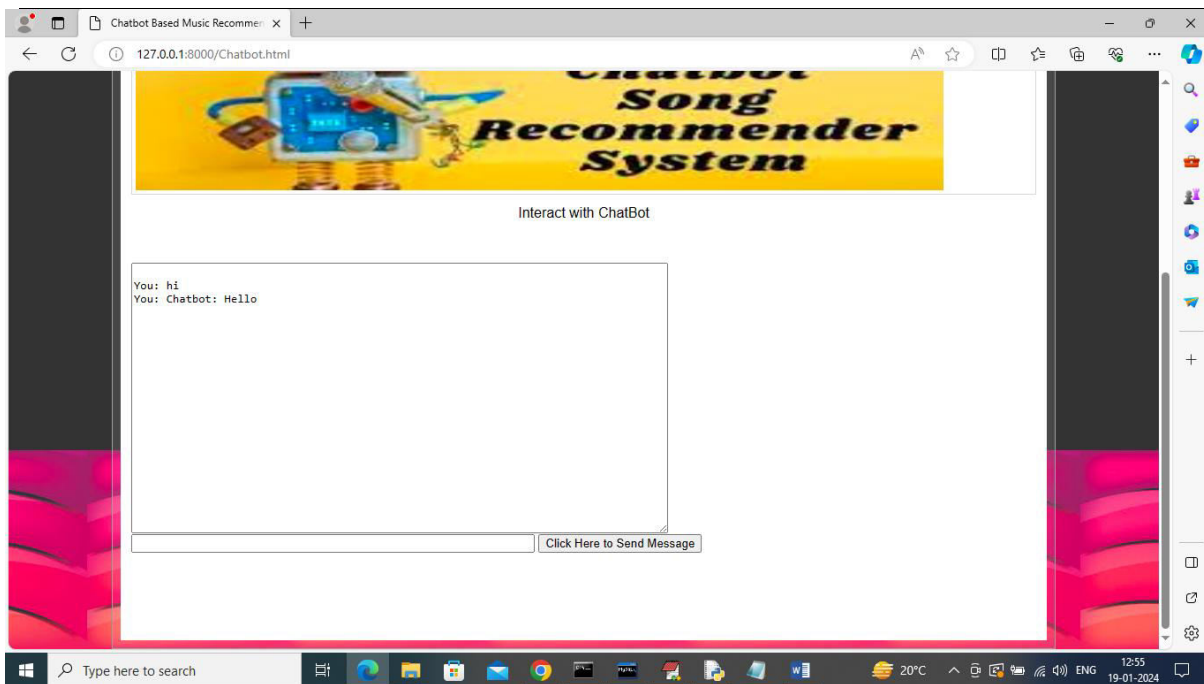 Chatbot Based Music Recommen
127.0.0.1:8000/Chatbot.html
Chatbot
Song
Recommender
System
Interact with ChatBot
You: hi
You: Chatbot: Hello
Click Here to Send Message
Type here to search
20°C
ENG
12:55
19-01-2024